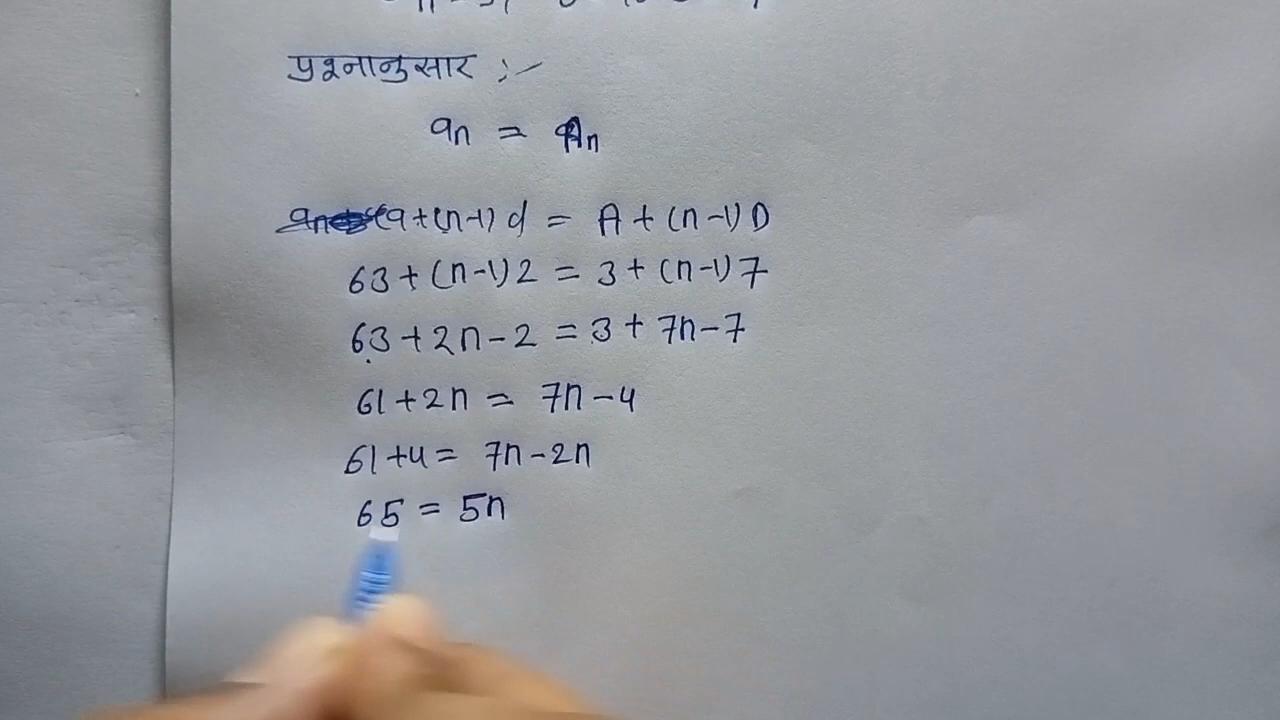 प्रश्नानुसार :-
an = An
a+(n-1)d = A+(n-1)D
63+(n-1)2 = 3+(n-1)7
63+2n-2 = 3+7n-7
61+2n = 7n-4
61+4= 7n-2n
65 = 5n